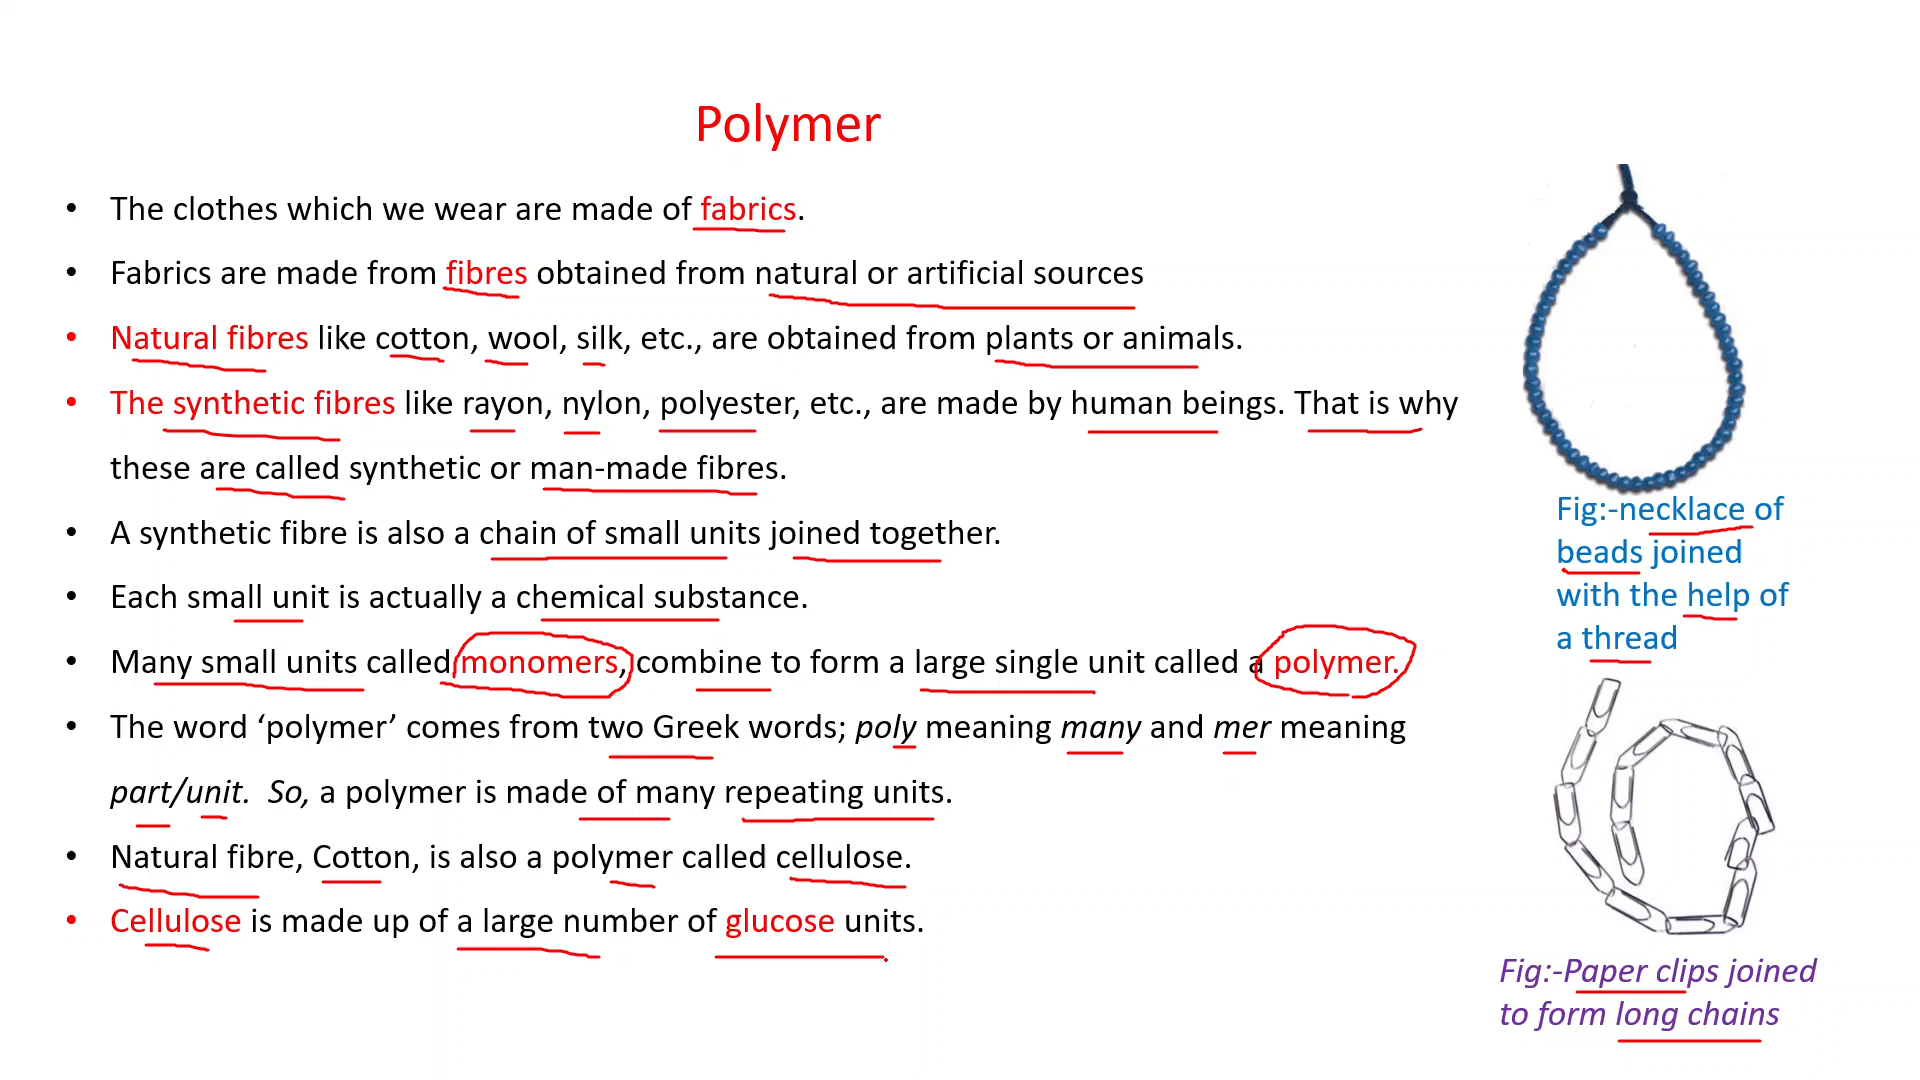 Polymer
• The clothes which we wear are made of fabrics.
• Fabrics are made from fibres obtained from natural or artificial sources
• Natural fibres like cotton, wool, silk, etc., are obtained from plants or animals.
• The synthetic fibres like rayon, nylon, polyester, etc., are made by human beings. That is why
these are called synthetic or man-made fibres.
• A synthetic fibre is also a chain of small units joined together.
• Each small unit is actually a chemical substance.
• Many small units called monomers, combine to form a large single unit called a polymer.
• The word ‘polymer’ comes from two Greek words; poly meaning many and mer meaning
part/unit. So, a polymer is made of many repeating units.
• Natural fibre, Cotton, is also a polymer called cellulose.
• Cellulose is made up of a large number of glucose units.
Fig:-necklace of
beads joined
with the help of
a thread
Fig:-Paper clips joined
to form long chains